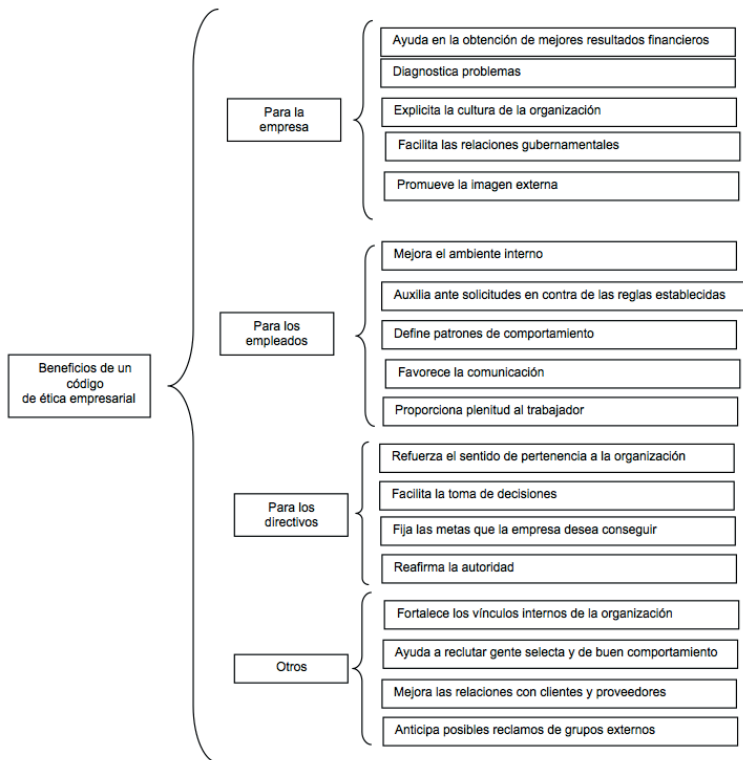 Beneficios de un
código
de ética empresarial
Para la
empresa
Ayuda en la obtención de mejores resultados financieros
Diagnostica problemas
Explicita la cultura de la organización
Facilita las relaciones gubernamentales
Promueve la imagen externa
Para los
empleados
Mejora el ambiente interno
Auxilia ante solicitudes en contra de las reglas establecidas
Define patrones de comportamiento
Favorece la comunicación
Proporciona plenitud al trabajador
Para los
directivos
Refuerza el sentido de pertenencia a la organización
Facilita la toma de decisiones
Fija las metas que la empresa desea conseguir
Reafirma la autoridad
Otros
Fortalece los vínculos internos de la organización
Ayuda a reclutar gente selecta y de buen comportamiento
Mejora las relaciones con clientes y proveedores
Anticipa posibles reclamos de grupos externos